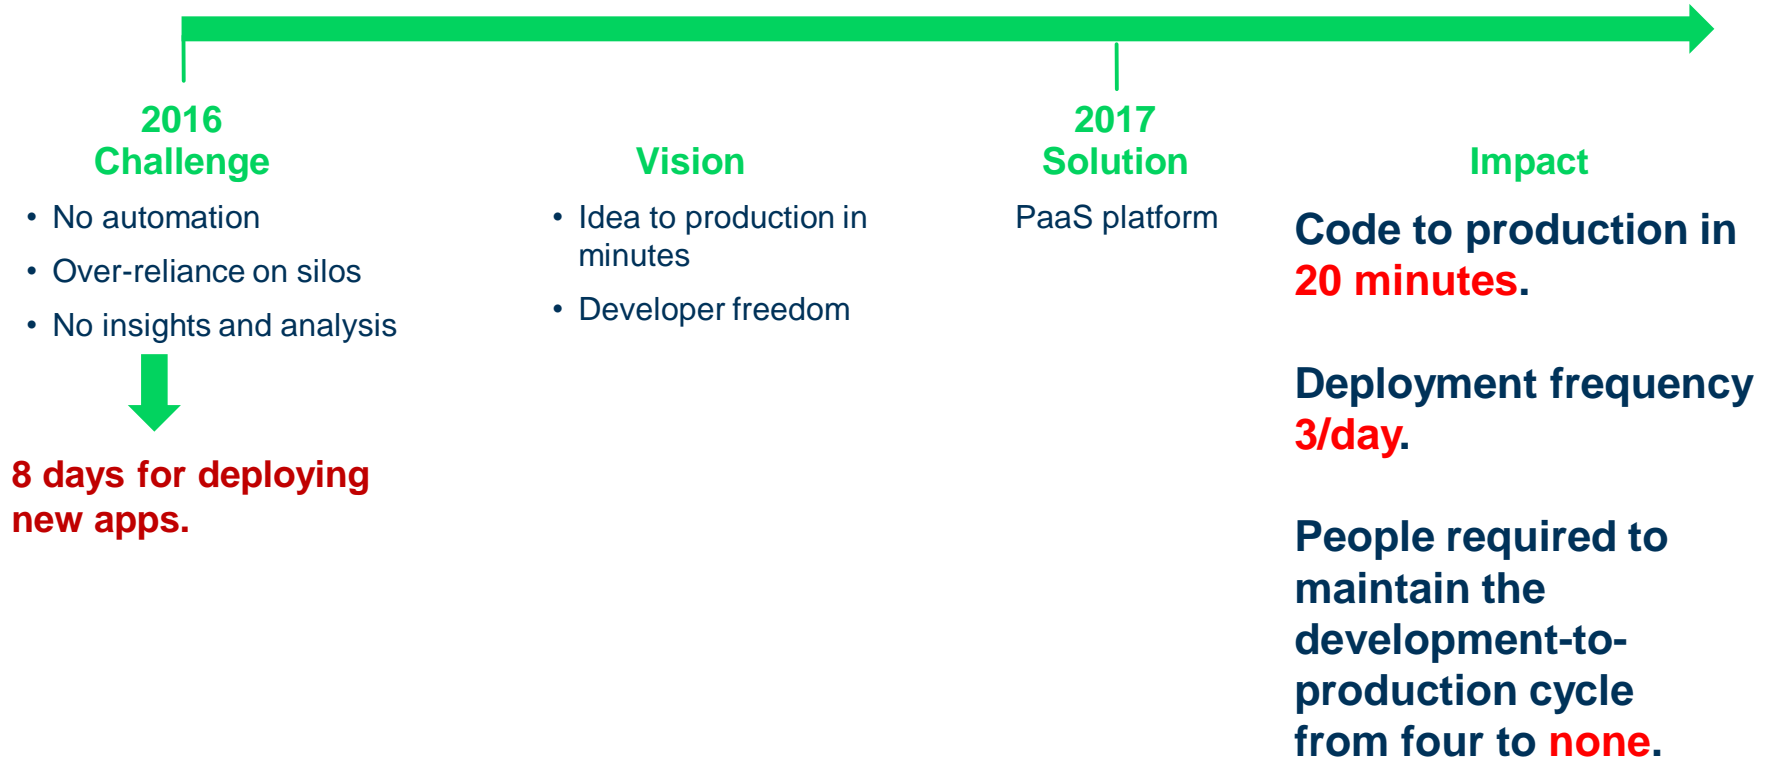 2016
Challenge
• No automation
• Over-reliance on silos
• No insights and analysis
8 days for deploying
new apps.
Vision
• Idea to production in
minutes
• Developer freedom
2017
Solution
PaaS platform
Impact
Code to production in
20 minutes.
Deployment frequency
3/day.
People required to
maintain the
development-to-
production cycle
from four to none.